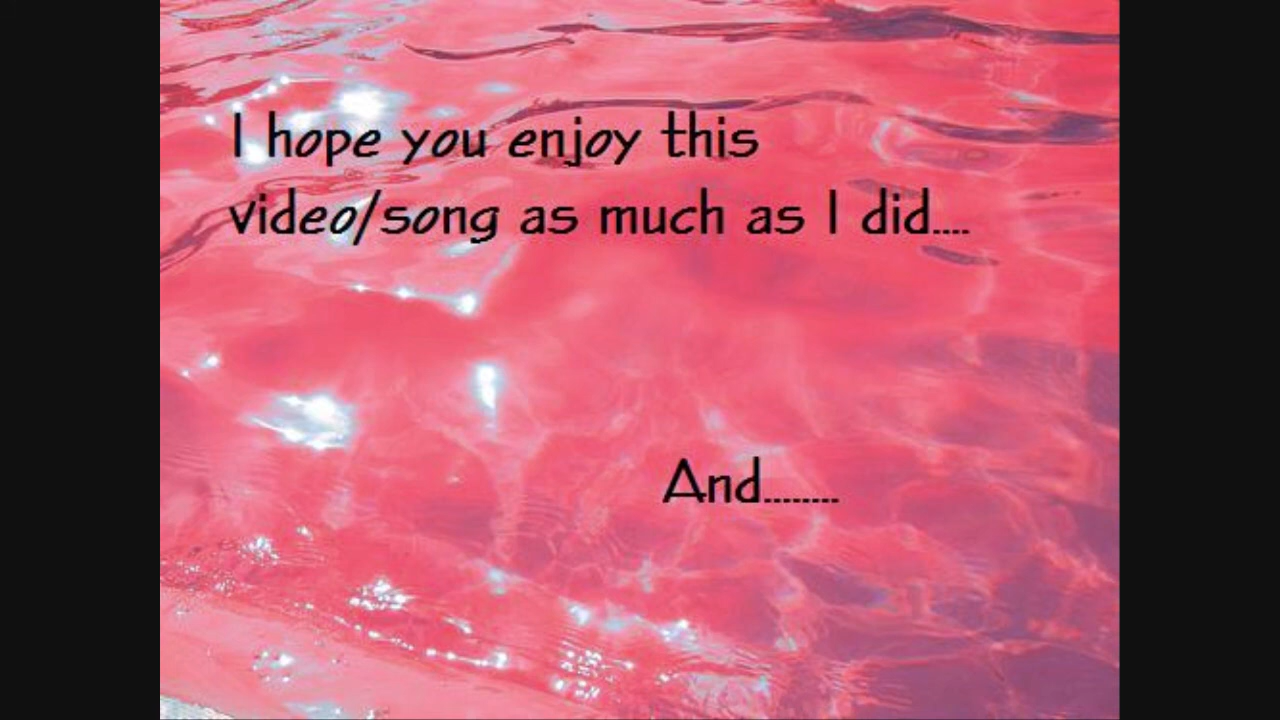 I hope you enjoy this
video/song as much as I did....
And........